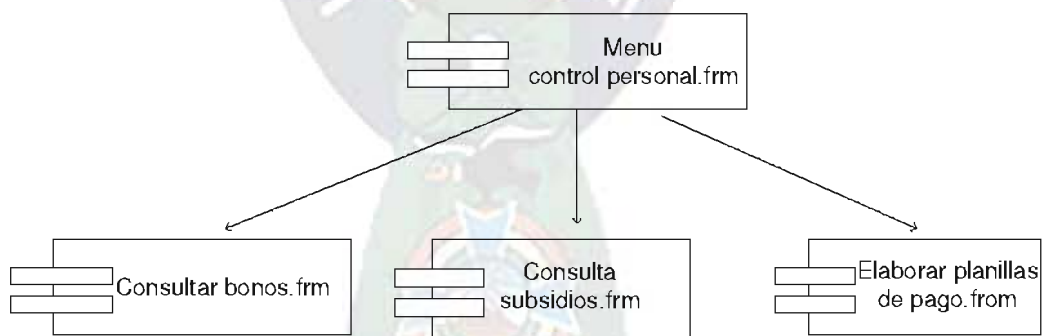 Menu
control personal.frm
Consultar bonos.frm
Consulta
subsidios.frm
Elaborar planillas
de pago.from